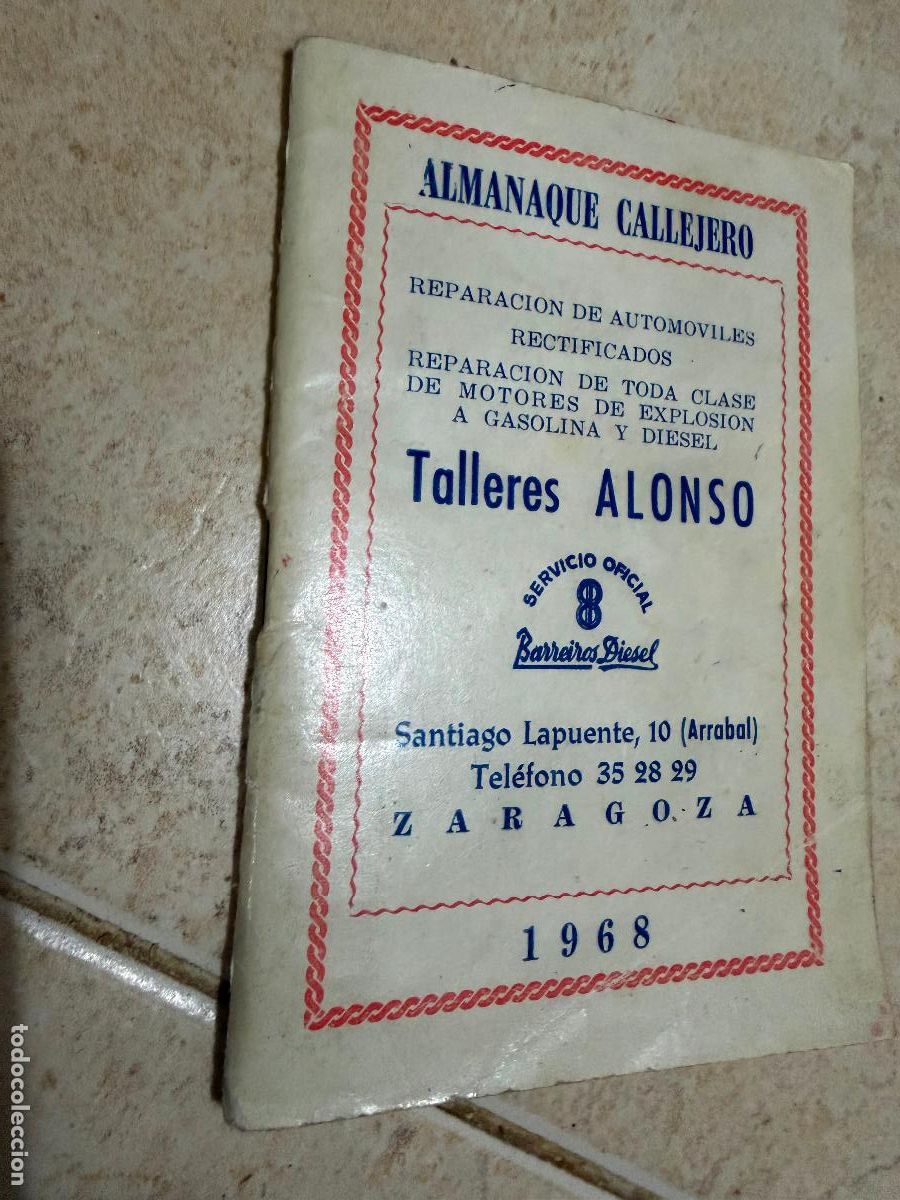 ALMANAQUE CALLEJERO
REPARACION DE AUTOMOVILES
RECTIFICADOS
REPARACION DE TODA CLASE
DE MOTORES DE EXPLOSION
A GASOLINA Y DIESEL
Talleres ALONSO
SERVICIO OFICIAL
8
Barreiros Diesel
Santiago Lapuente, 10 (Arrabal)
Teléfono 35 28 29
ZARAGOZA
1968
todocoleccion